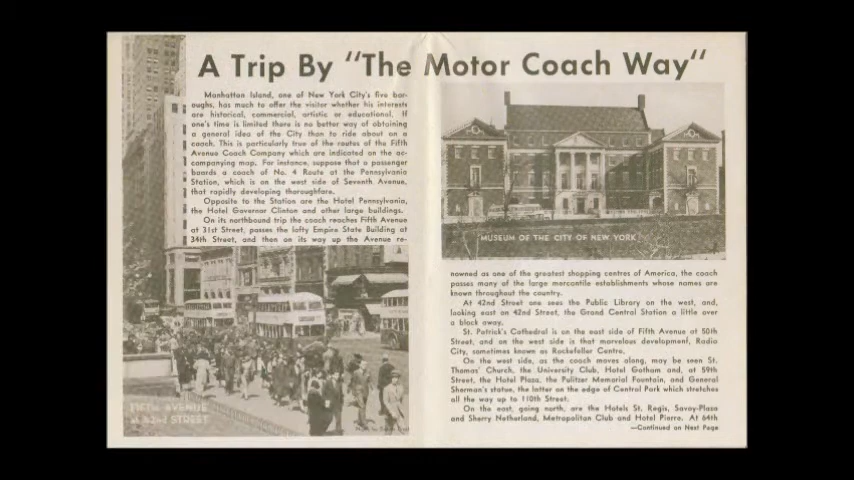 A Trip By "The Motor Coach Way"
Manhattan Island, one of New York City's five bor-
oughs, has much to offer the visitor whether his interests
are historical, commercial, artistic or educational. If
one's time is limited there is no better way of obtaining
a general idea of the City than to ride about on a
coach. This is particularly true of the routes of the Fifth
Avenue Coach Company which are indicated on the ac-
companying map. For instance, suppose that a passenger
boards a coach of No. 4 Route at the Pennsylvania
Station, which is on the west side of Seventh Avenue,
that rapidly developing thoroughfare.
Opposite to the Station are the Hotel Pennsylvania,
the Hotel Governor Clinton and other large buildings.
On its northbound trip the coach reaches Fifth Avenue
at 31st Street, passes the lofty Empire State Building at
34th Street, and then on its way up the Avenue re-
FIFTH AVENUE
at 42nd STREET
MUSEUM OF THE CITY OF NEW YORK
nowned as one of the greatest shopping centres of America, the coach
passes many of the large mercantile establishments whose names are
known throughout the country.
At 42nd Street one sees the Public Library on the west, and,
looking east on 42nd Street, the Grand Central Station a little over
a block away.
St. Patrick's Cathedral is on the east side of Fifth Avenue at 50th
Street, and on the west side is that marvelous development, Radio
City, sometimes known as Rockefeller Centre.
On the west side, as the coach moves along, may be seen St.
Thomas' Church, the University Club, Hotel Gotham and, at 59th
Street, the Hotel Plaza, the Pulitzer Memorial Fountain, and General
Sherman's statue, the latter on the edge of Central Park which stretches
all the way up to 110th Street.
On the east, going north, are the Hotels St. Regis, Savoy-Plaza
and Sherry Netherland, Metropolitan Club and Hotel Pierre. At 64th
—Continued on Next Page